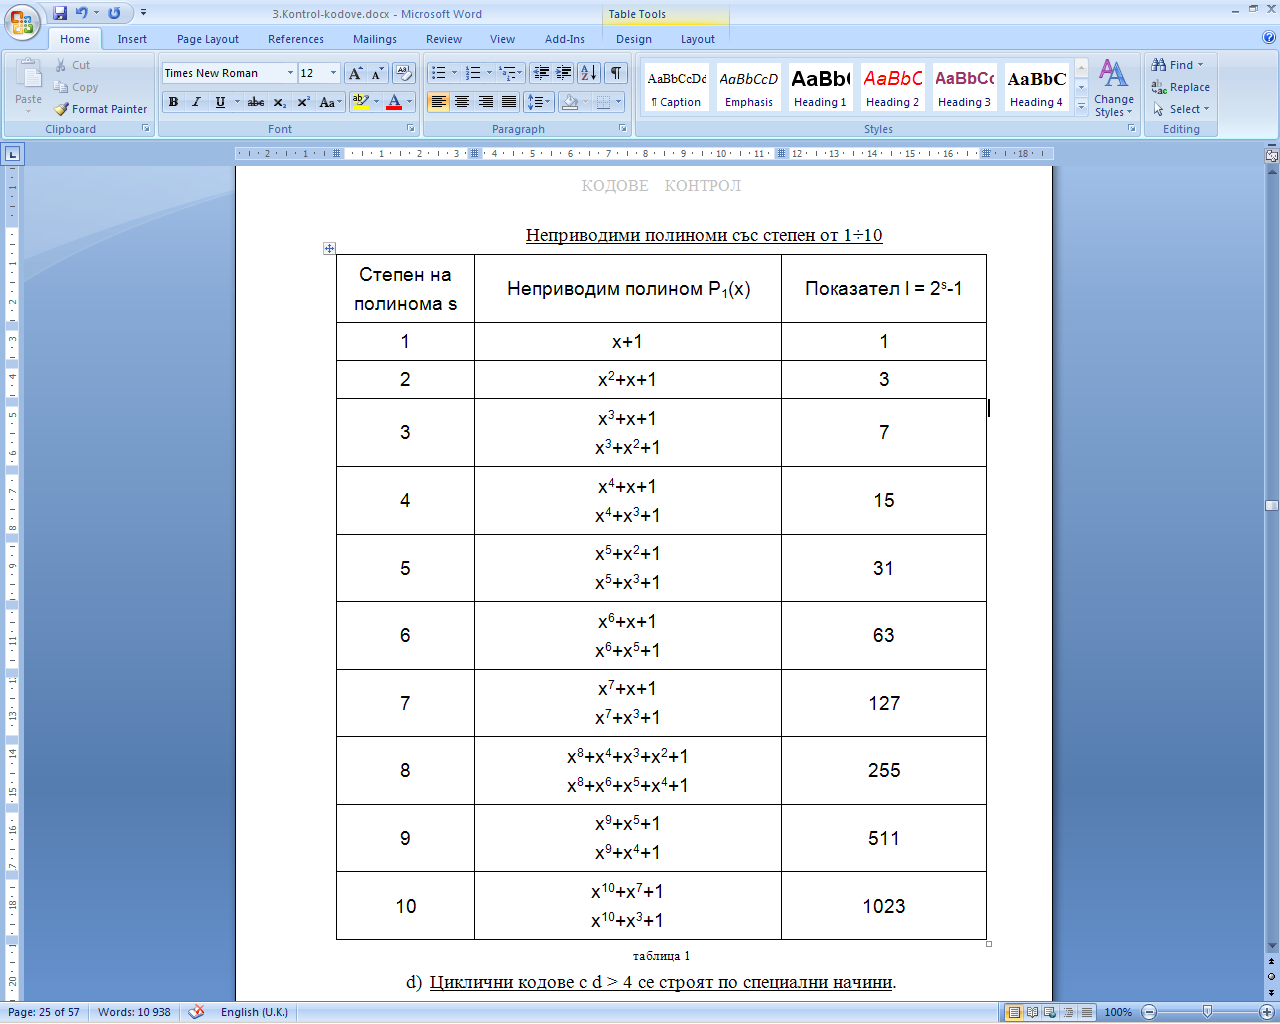 3.Kontrol-kodove.docx - Microsoft Word
Table Tools
Home Insert Page Layout References Mailings Review View Add-Ins Design Layout
Paste
Cut
Copy
Format Painter
Clipboard
Times New Roman 12
B I U abc x₂ x² Aa
Font
Paragraph
AaBbCcDd AaBbCcD AaBb( AaBbC AaBbCc AaBbC
¶ Caption Emphasis Heading 1 Heading 2 Heading 3 Heading 4
Change Styles
Styles
Find
Replace
Select
Editing
КОДОВЕ КОНТРОЛ
Неприводими полиноми със степен от 1÷10
Степен на полинома s Неприводим полином P₁(x) Показател l = 2ˢ-1
1 x+1 1
2 x²+x+1 3
3 x³+x+1 7
x³+x²+1
4 x⁴+x+1 15
x⁴+x³+1
5 x⁵+x²+1 31
x⁵+x³+1
6 x⁶+x+1 63
x⁶+x⁵+1
7 x⁷+x+1 127
x⁷+x³+1
8 x⁸+x⁴+x³+x²+1 255
x⁸+x⁶+x⁵+x⁴+1
9 x⁹+x⁵+1 511
x⁹+x⁴+1
10 x¹⁰+x⁷+1 1023
x¹⁰+x³+1
таблица 1
d) Циклични кодове с d > 4 се строят по специални начини.
Page: 25 of 57 Words: 10 938 English (U.K.) 100%